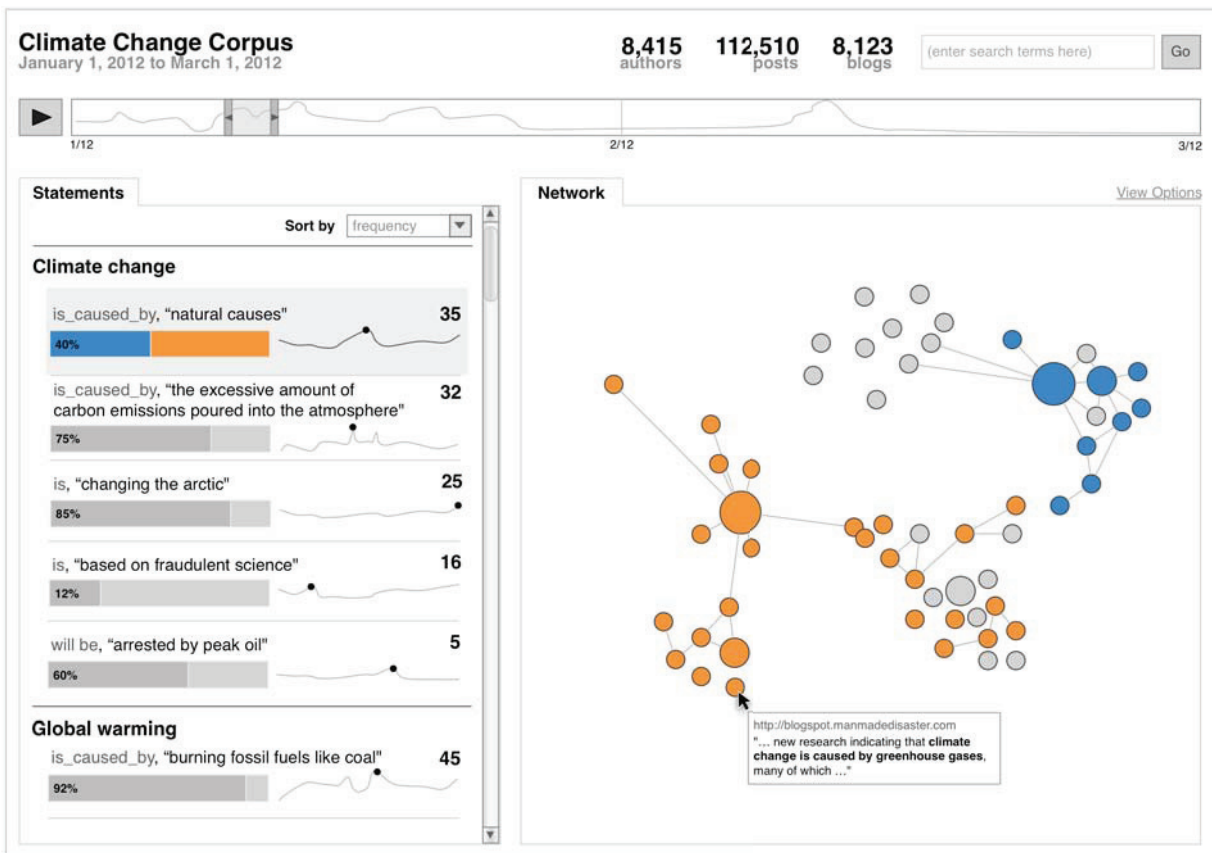 Climate Change Corpus
January 1, 2012 to March 1, 2012
8,415
authors
112,510
posts
8,123
blogs
(enter search terms here)
Go
1/12
2/12
3/12
Statements
Sort by
frequency
Climate change
is_caused_by, “natural causes"
35
40%
is_caused_by, “the excessive amount of
carbon emissions poured into the atmosphere”
32
75%
is, “changing the arctic”
25
85%
is, “based on fraudulent science”
16
12%
will be, “arrested by peak oil”
5
60%
Global warming
is_caused_by, “burning fossil fuels like coal”
45
92%
Network
View Options
http://blogspot.manmadedisaster.com
"... new research indicating that climate
change is caused by greenhouse gases,
many of which ..."